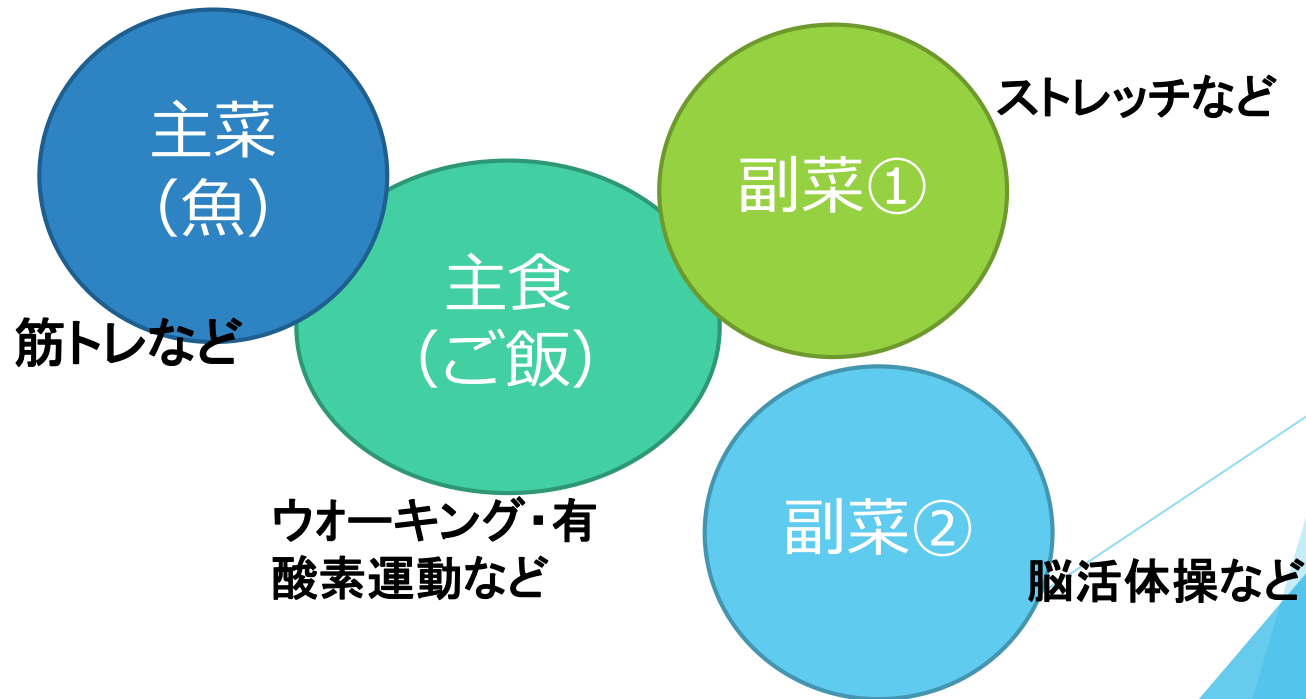 主菜
（魚）
筋トレなど
主食
（ご飯）
ウオーキング・有
酸素運動など
副菜①
ストレッチなど
副菜②
脳活体操など